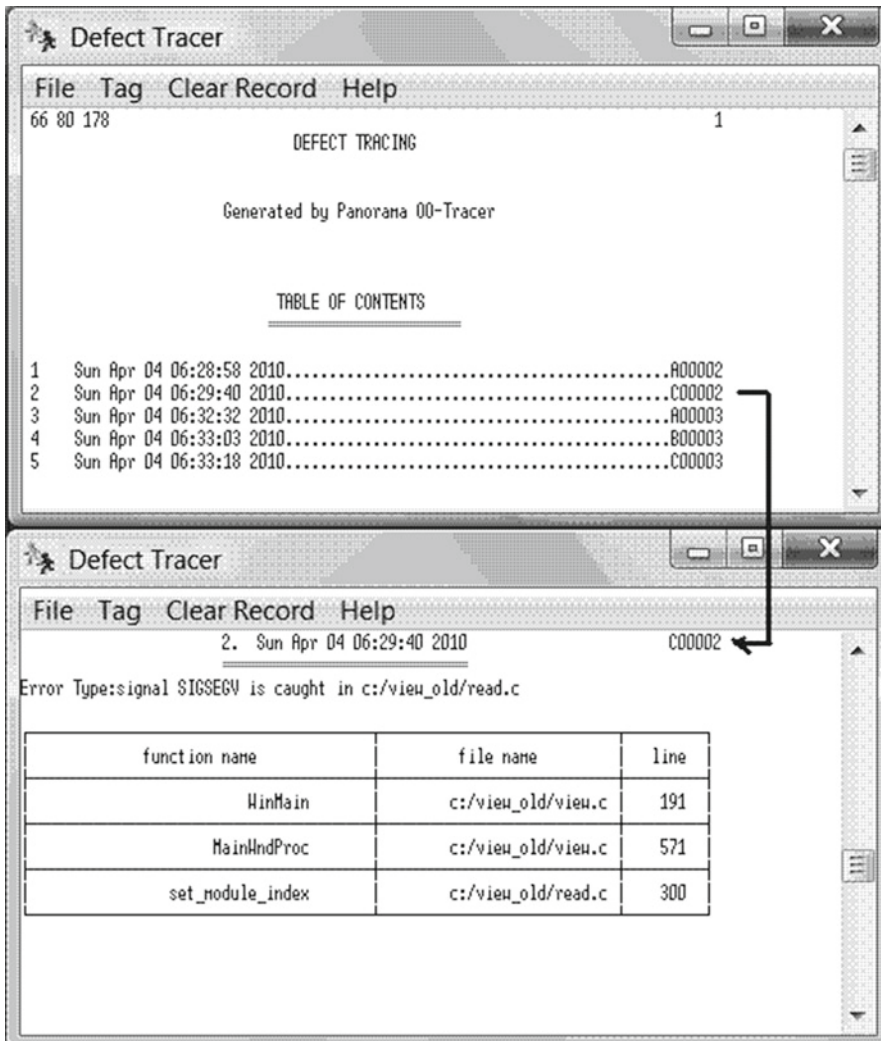 Defect Tracer
File Tag Clear Record Help
66 80 178 1
DEFECT TRACING
Generated by Panorama OO-Tracer
TABLE OF CONTENTS
1 Sun Apr 04 06:28:58 2010............................................A00002
2 Sun Apr 04 06:29:40 2010............................................C00002
3 Sun Apr 04 06:32:32 2010............................................A00003
4 Sun Apr 04 06:33:03 2010............................................B00003
5 Sun Apr 04 06:33:18 2010............................................C00003
Defect Tracer
File Tag Clear Record Help
2. Sun Apr 04 06:29:40 2010 C00002
Error Type:signal SIGSEGV is caught in c:/view_old/read.c
function name file name line
WinMain c:/view_old/view.c 191
MainWndProc c:/view_old/view.c 571
set_module_index c:/view_old/read.c 300